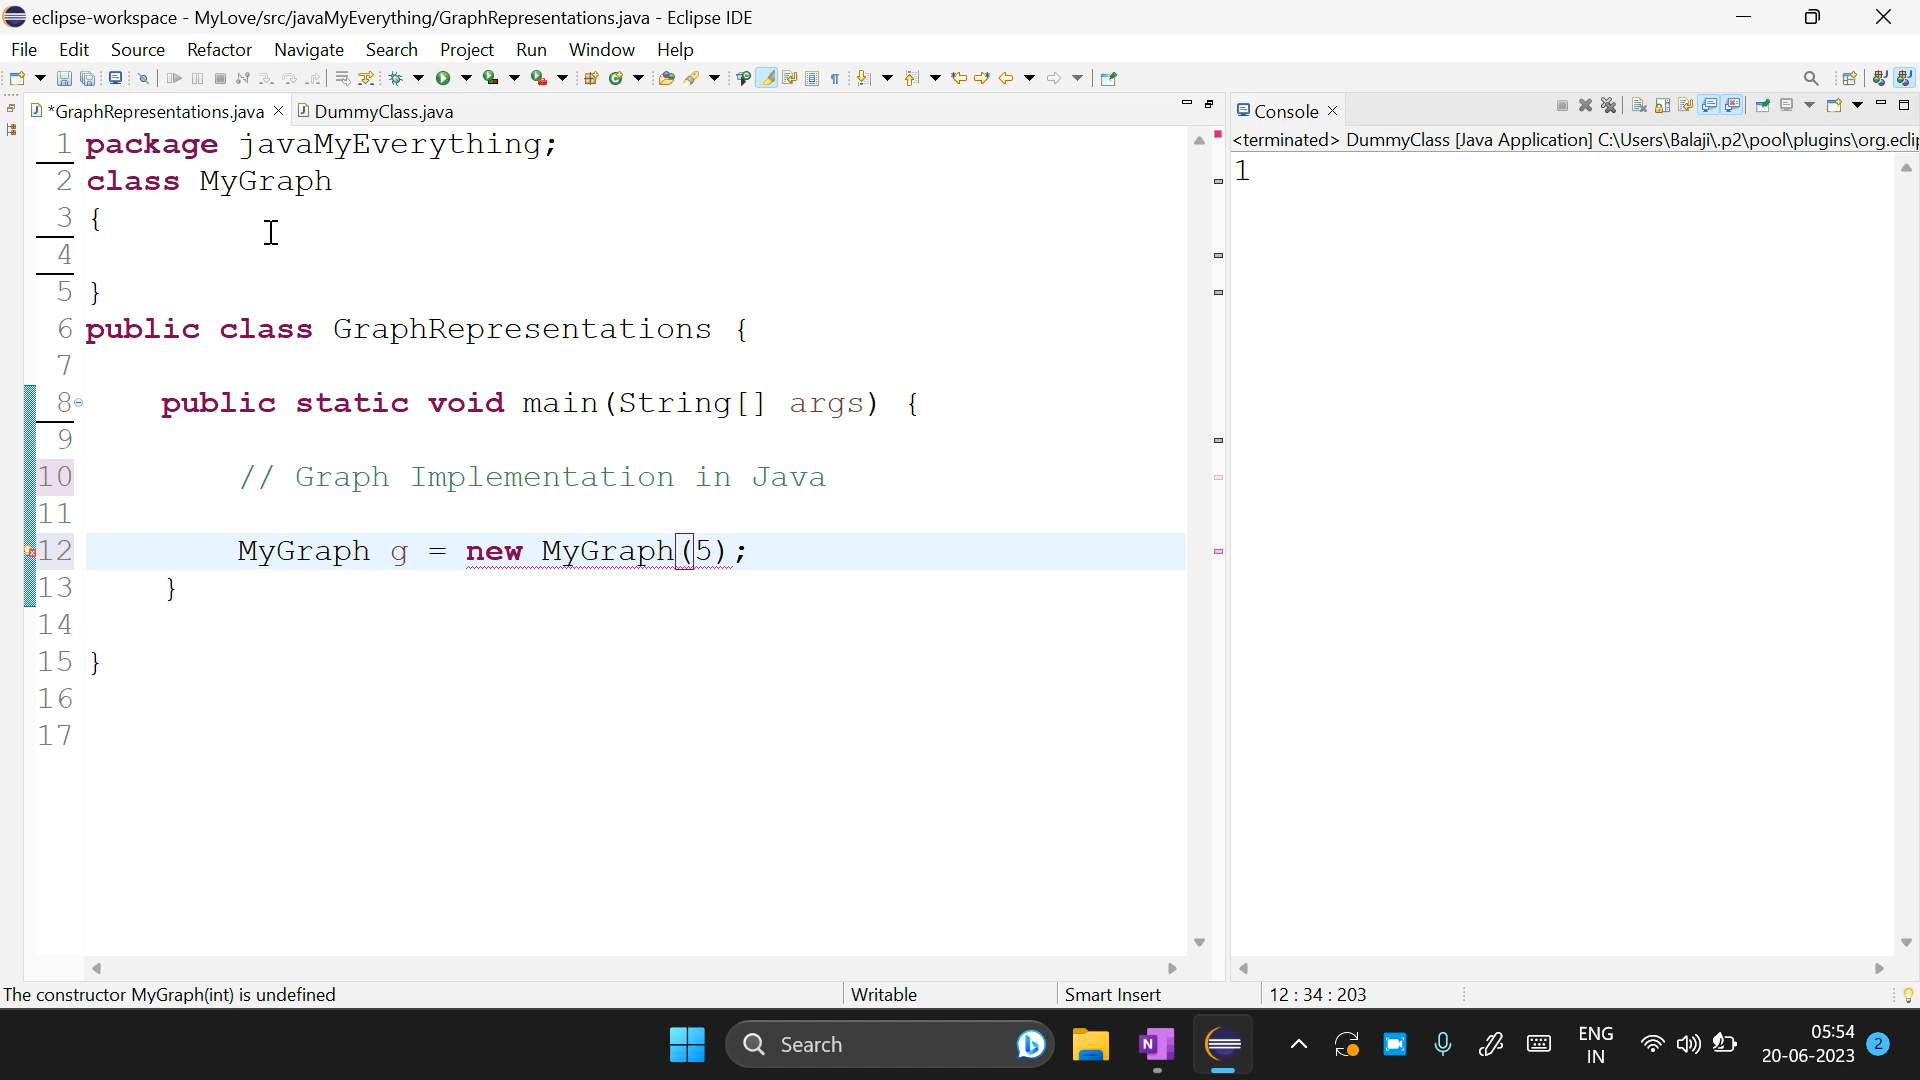 eclipse-workspace - MyLove/src/javaMyEverything/GraphRepresentations.java - Eclipse IDE
File Edit Source Refactor Navigate Search Project Run Window Help
*GraphRepresentations.java DummyClass.java
Console
<terminated> DummyClass [Java Application] C:\Users\Balaji\.p2\pool\plugins\org.eclip
1
1 package javaMyEverything;
2 class MyGraph
3 {
4
5 }
6 public class GraphRepresentations {
7
8 public static void main(String[] args) {
9
10 // Graph Implementation in Java
11
12 MyGraph g = new MyGraph(5);
13 }
14
15 }
16
17
The constructor MyGraph(int) is undefined Writable Smart Insert 12 : 34 : 203
Search
N
ENG
IN
05:54
20-06-2023
2